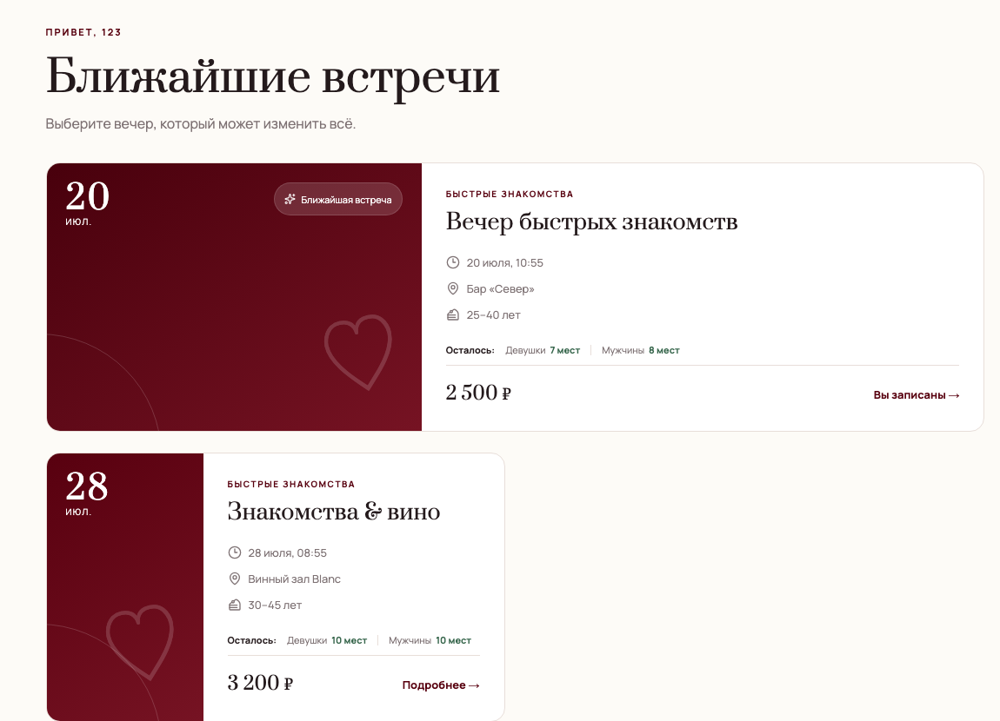 ПРИВЕТ, 123
Ближайшие встречи
Выберите вечер, который может изменить всё.
20
июл.
Ближайшая встреча
БЫСТРЫЕ ЗНАКОМСТВА
Вечер быстрых знакомств
20 июля, 10:55
Бар «Север»
25–40 лет
Осталось: Девушки 7 мест Мужчины 8 мест
2 500 ₽
Вы записаны →
28
июл.
БЫСТРЫЕ ЗНАКОМСТВА
Знакомства & вино
28 июля, 08:55
Винный зал Blanc
30–45 лет
Осталось: Девушки 10 мест Мужчины 10 мест
3 200 ₽
Подробнее →